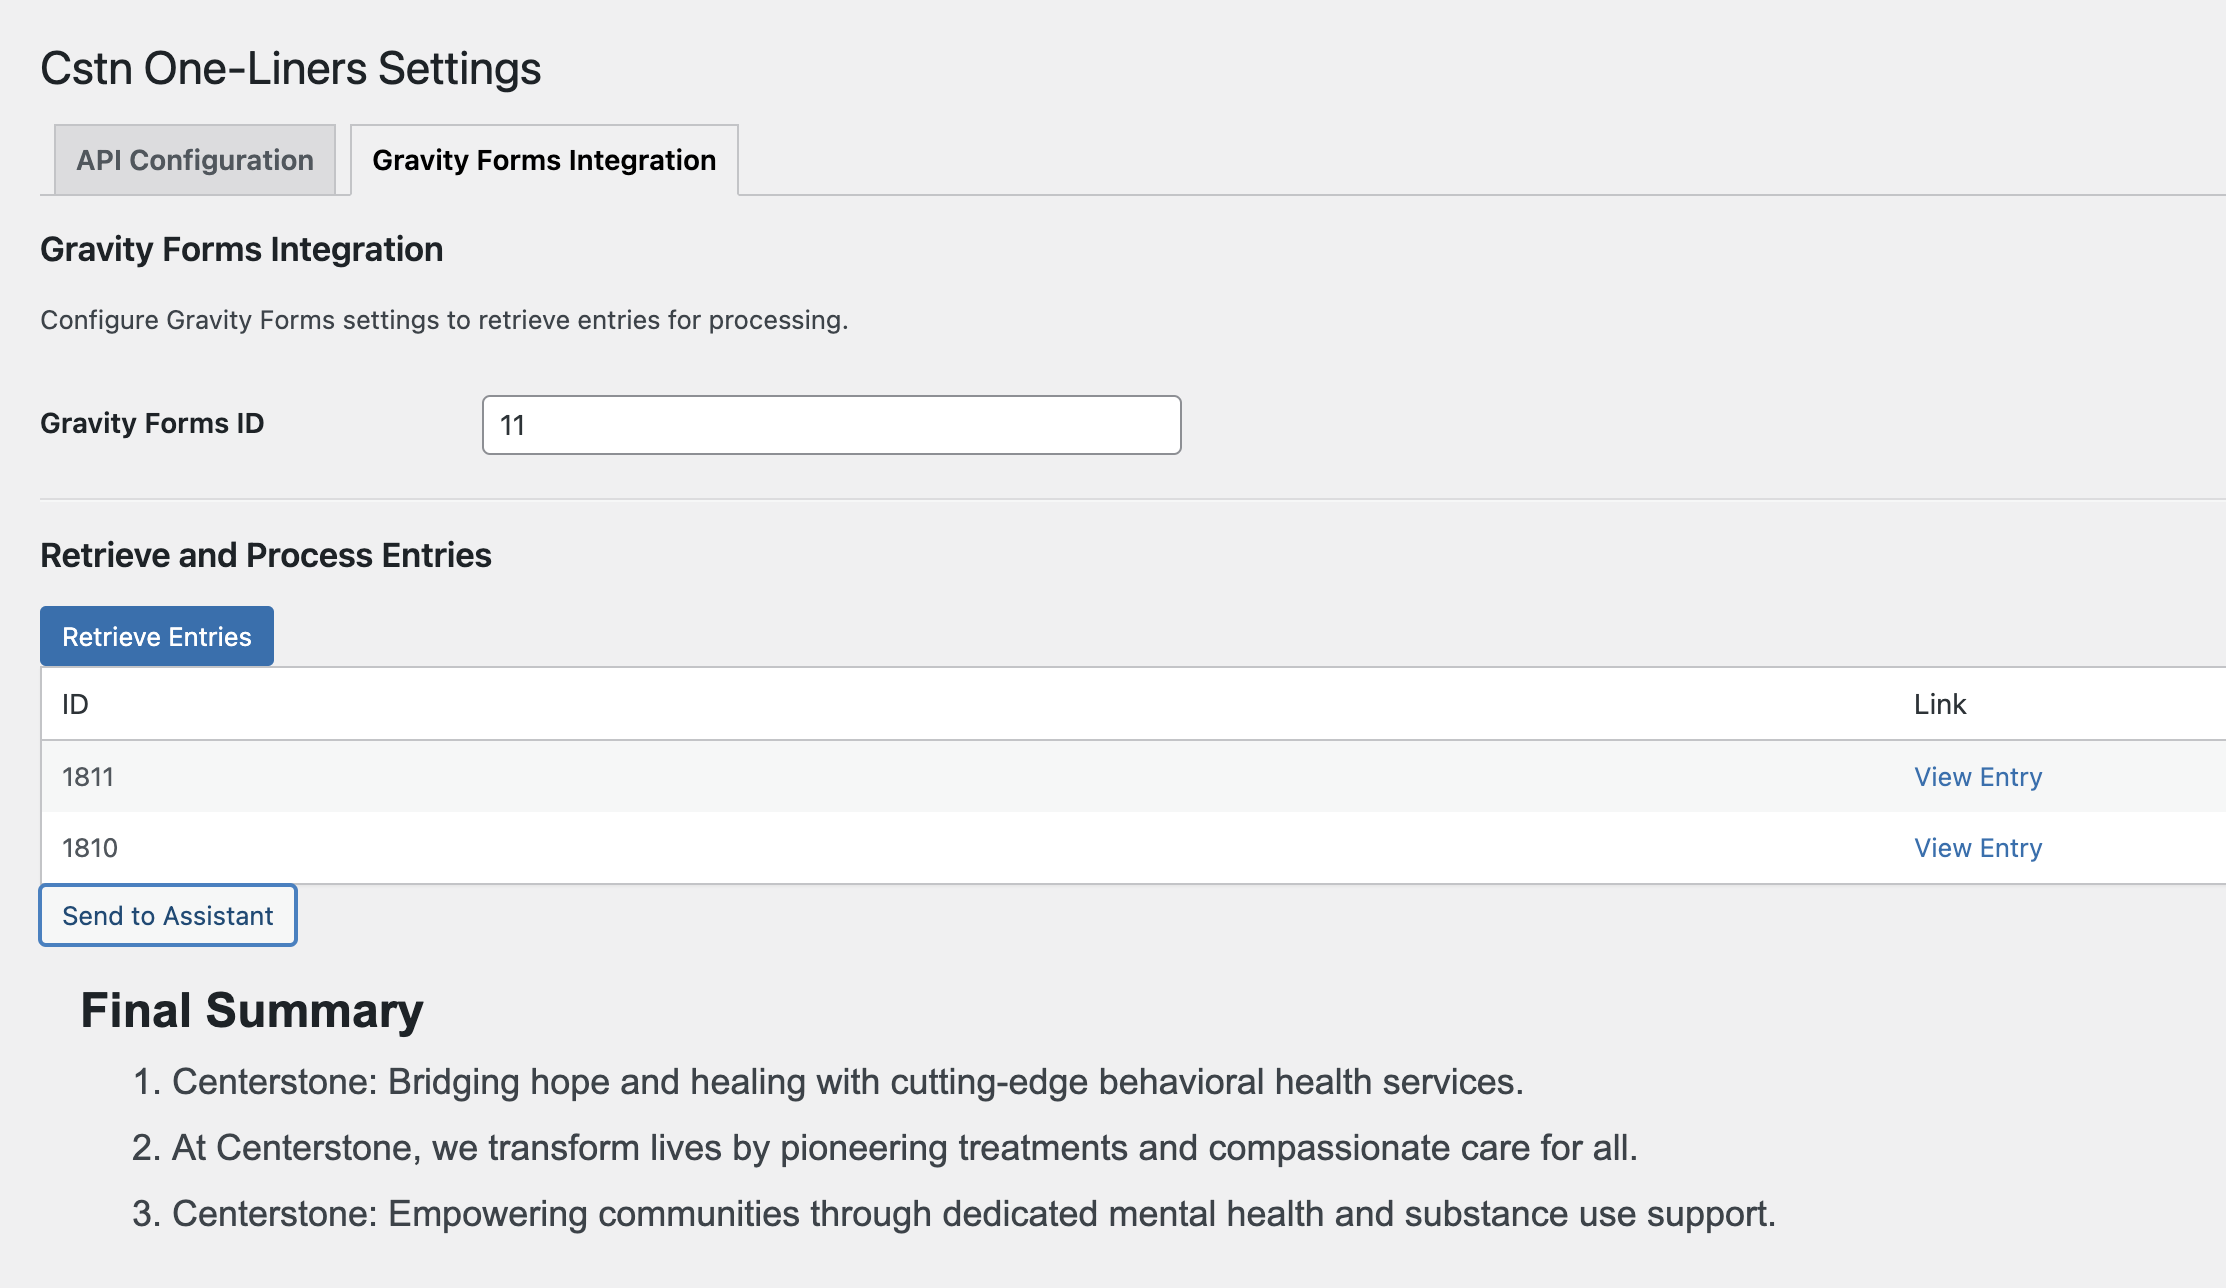 Cstn One-Liners Settings
API Configuration
Gravity Forms Integration
Gravity Forms Integration
Configure Gravity Forms settings to retrieve entries for processing.
Gravity Forms ID
11
Retrieve and Process Entries
Retrieve Entries
ID Link
1811 View Entry
1810 View Entry
Send to Assistant
Final Summary
1. Centerstone: Bridging hope and healing with cutting-edge behavioral health services.
2. At Centerstone, we transform lives by pioneering treatments and compassionate care for all.
3. Centerstone: Empowering communities through dedicated mental health and substance use support.